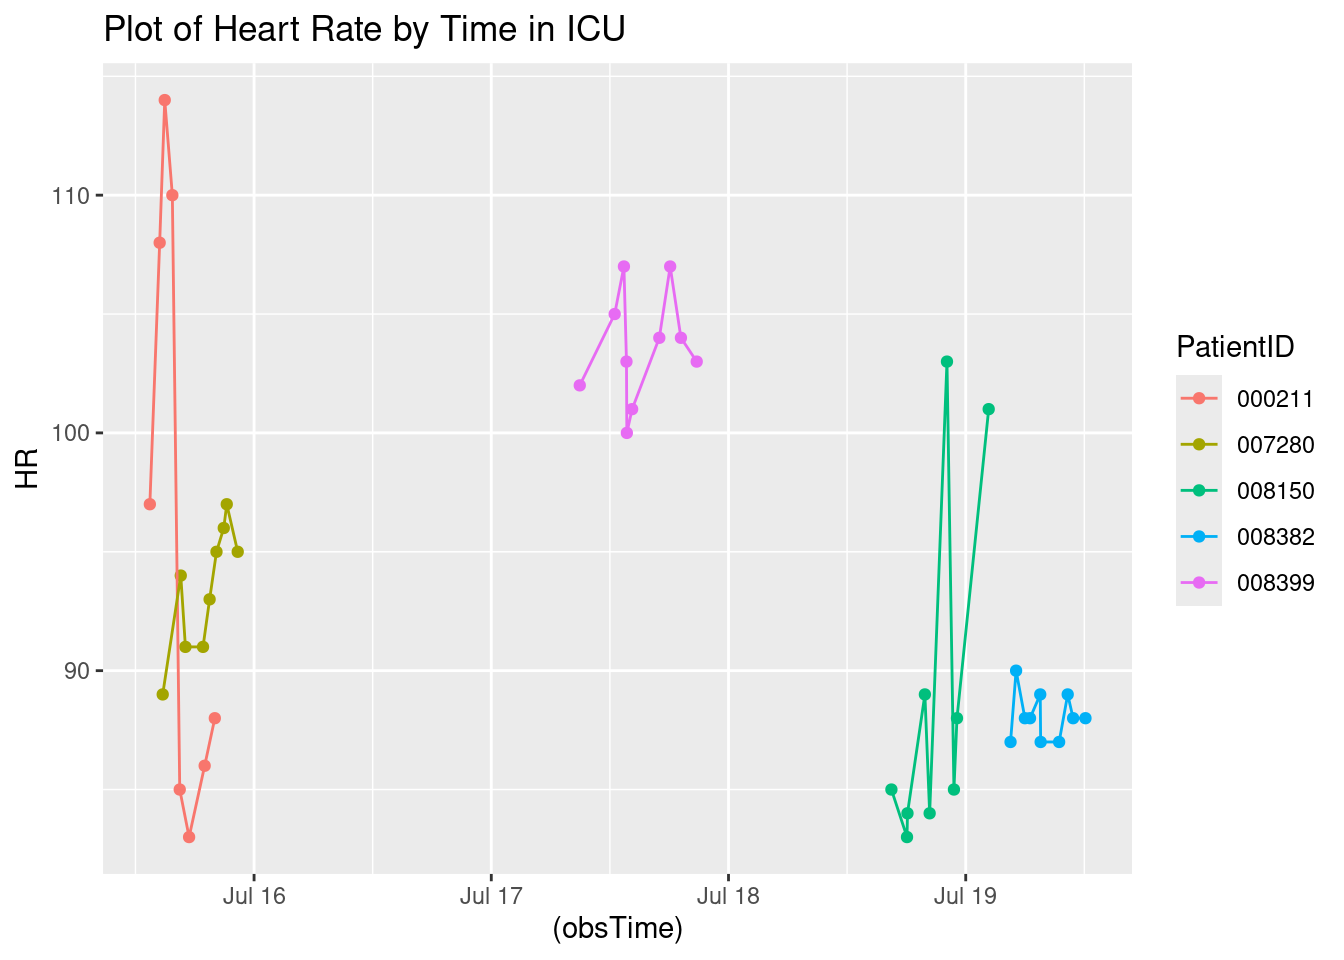 Plot of Heart Rate by Time in ICU
110
100
90
HR
Jul 16
Jul 17
Jul 18
Jul 19
(obsTime)
PatientID
000211
007280
008150
008382
008399